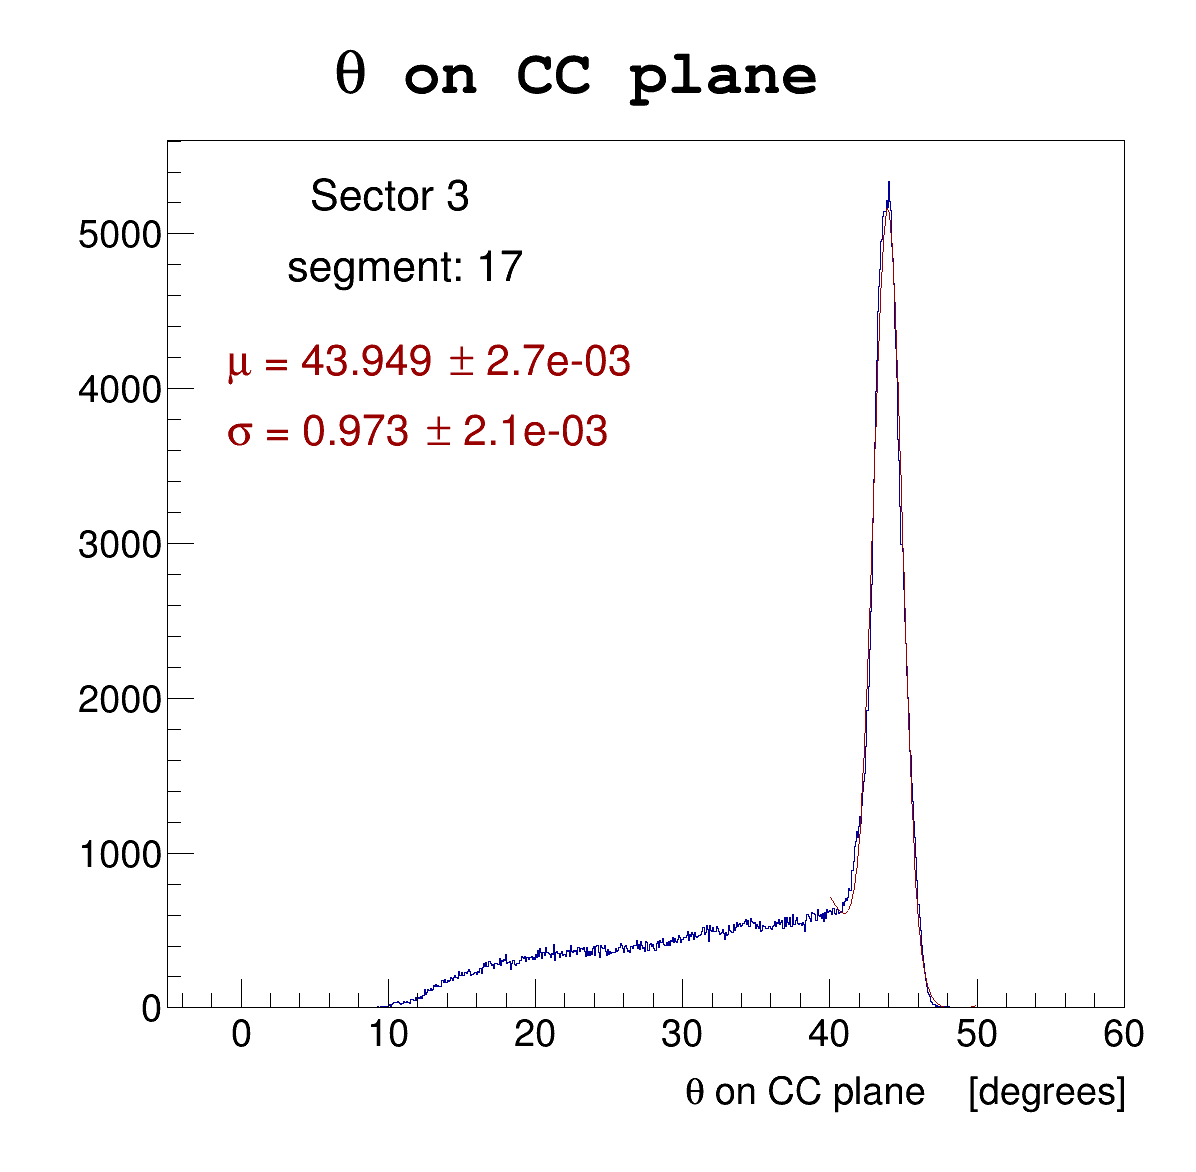 θ on CC plane
Sector 3
segment: 17
μ = 43.949 ± 2.7e-03
σ = 0.973 ± 2.1e-03
5000
4000
3000
2000
1000
0
0 10 20 30 40 50 60
θ on CC plane [degrees]